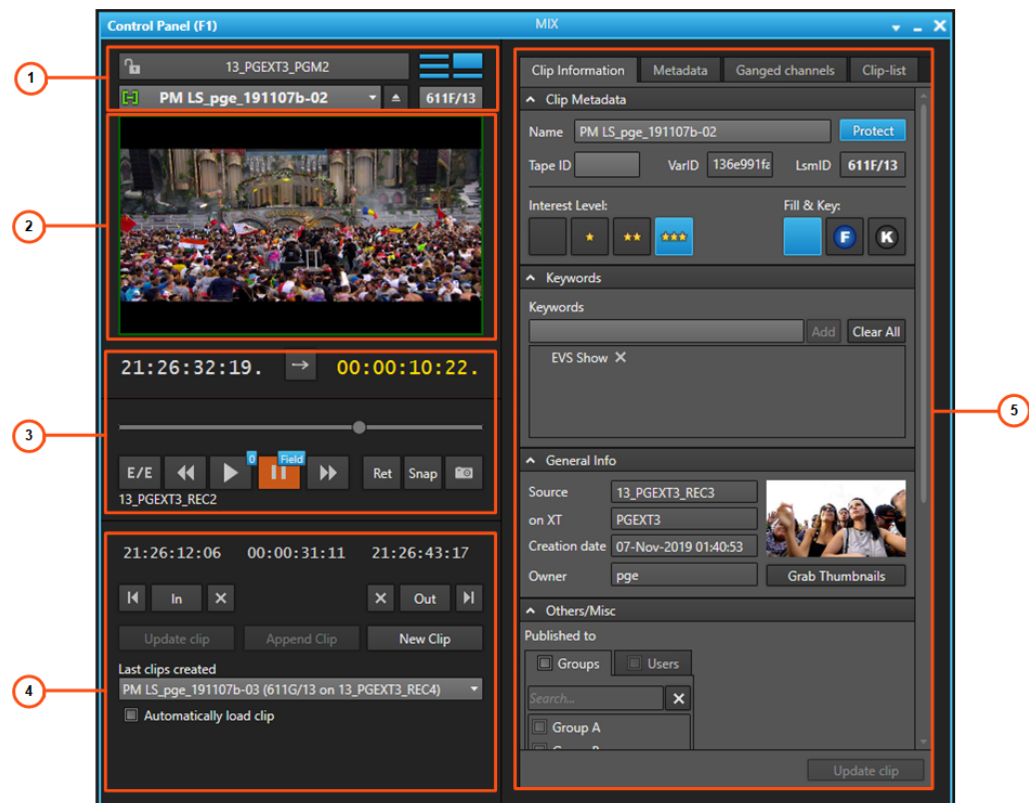 Control Panel (F1) MIX
1
13_PGEXT3_PGM2
PM LS_pge_191107b-02 611F/13
2
21:26:32:19. → 00:00:10:22.
3
0 Field
E/E Ret Snap
13_PGEXT3_REC2
21:26:12:06 00:00:31:11 21:26:43:17
In Out
Update clip Append Clip New Clip
Last clips created
4
PM LS_pge_191107b-03 (611G/13 on 13_PGEXT3_REC4)
Automatically load clip
Clip Information Metadata Ganged channels Clip-list
Clip Metadata
Name PM LS_pge_191107b-02 Protect
Tape ID VarID 136e991fa LsmID 611F/13
Interest Level: Fill & Key:
F K
Keywords
Keywords
Add Clear All
EVS Show
5
General Info
Source 13_PGEXT3_REC3
on XT PGEXT3
Creation date 07-Nov-2019 01:40:53
Owner pge Grab Thumbnails
Others/Misc
Published to
Groups Users
Search...
Group A
Update clip